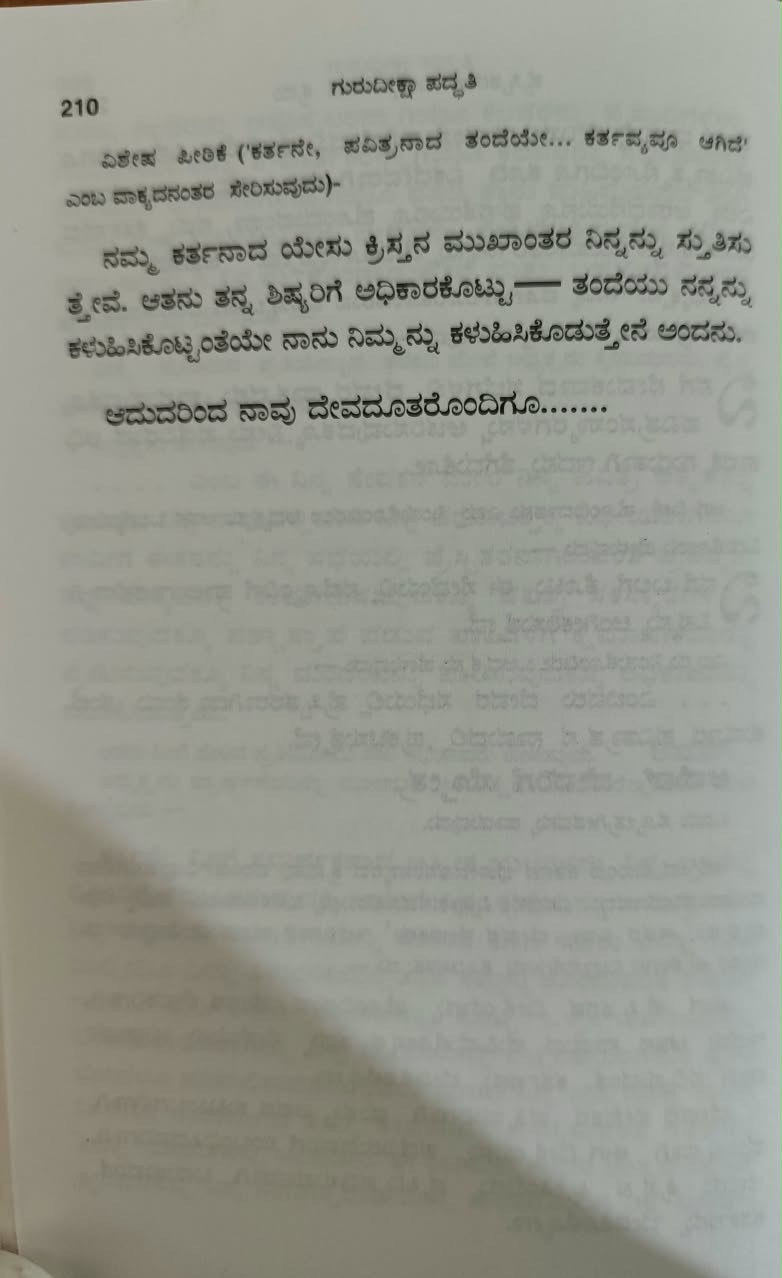 ಗುರುದೀಕ್ಷಾ ಪದ್ಧತಿ
210
ವಿಶೇಷ ಪೀಠಿಕೆ ('ಕರ್ತನೇ, ಪವಿತ್ರನಾದ ತಂದೆಯೇ... ಕರ್ತವ್ಯವೂ ಆಗಿದೆ'
ಎಂಬ ವಾಕ್ಯದನಂತರ ಸೇರಿಸುವುದು)-
ನಮ್ಮ ಕರ್ತನಾದ ಯೇಸು ಕ್ರಿಸ್ತನ ಮುಖಾಂತರ ನಿನ್ನನ್ನು ಸ್ತುತಿಸು
ತ್ತೇವೆ. ಆತನು ತನ್ನ ಶಿಷ್ಯರಿಗೆ ಅಧಿಕಾರಕೊಟ್ಟು— ತಂದೆಯು ನನ್ನನ್ನು
ಕಳುಹಿಸಿಕೊಟ್ಟಂತೆಯೇ ನಾನು ನಿಮ್ಮನ್ನು ಕಳುಹಿಸಿಕೊಡುತ್ತೇನೆ ಅಂದನು.
ಆದುದರಿಂದ ನಾವು ದೇವದೂತರೊಂದಿಗೂ.......